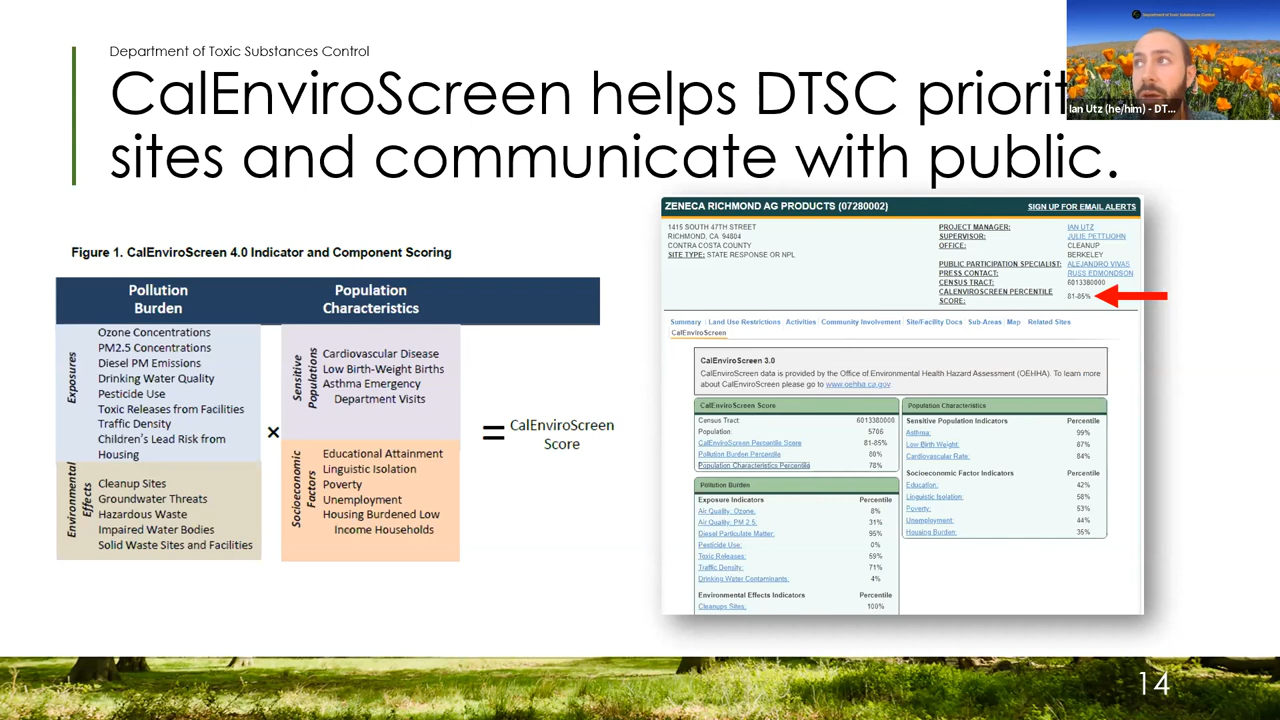 Department of Toxic Substances Control
CalEnviroScreen helps DTSC priorit
sites and communicate with public.
Department of Toxic Substances Control
Ian Utz (he/him) - DT...
Figure 1. CalEnviroScreen 4.0 Indicator and Component Scoring
Pollution
Burden
Population
Characteristics
Exposures
Ozone Concentrations
PM2.5 Concentrations
Diesel PM Emissions
Drinking Water Quality
Pesticide Use
Toxic Releases from Facilities
Traffic Density
Children's Lead Risk from
Housing
Environmental
Effects
Cleanup Sites
Groundwater Threats
Hazardous Waste
Impaired Water Bodies
Solid Waste Sites and Facilities
×
Sensitive
Populations
Cardiovascular Disease
Low Birth-Weight Births
Asthma Emergency
Department Visits
Socioeconomic
Factors
Educational Attainment
Linguistic Isolation
Poverty
Unemployment
Housing Burdened Low
Income Households
=
CalEnviroScreen
Score
ZENECA RICHMOND AG PRODUCTS (07280002)
SIGN UP FOR EMAIL ALERTS
1415 SOUTH 47TH STREET
RICHMOND, CA 94804
CONTRA COSTA COUNTY
SITE TYPE: STATE RESPONSE OR NPL
PROJECT MANAGER: IAN UTZ
SUPERVISOR: JULIE PETTIJOHN
OFFICE: CLEANUP
BERKELEY
PUBLIC PARTICIPATION SPECIALIST: ALEJANDRO VIVAS
PRESS CONTACT: RUSS EDMONDSON
CENSUS TRACT: 6013380000
CALENVIROSCREEN PERCENTILE
SCORE: 81-85%
Summary | Land Use Restrictions | Activities | Community Involvement | Site/Facility Docs | Sub-Areas | Map | Related Sites
CalEnviroScreen
CalEnviroScreen 3.0
CalEnviroScreen data is provided by the Office of Environmental Health Hazard Assessment (OEHHA). To learn more
about CalEnviroScreen please go to www.oehha.ca.gov.
CalEnviroScreen Score
Census Tract: 6013380000
Population: 5706
CalEnviroScreen Percentile Score 81-85%
Pollution Burden Percentile 80%
Population Characteristics Percentile 78%
Pollution Burden
Exposure Indicators Percentile
Air Quality, Ozone: 8%
Air Quality, PM 2.5: 31%
Diesel Particulate Matter: 95%
Pesticide Use: 0%
Toxic Releases: 59%
Traffic Density: 71%
Drinking Water Contaminants: 4%
Environmental Effects Indicators Percentile
Cleanups Sites: 100%
Population Characteristics
Sensitive Population Indicators Percentile
Asthma: 99%
Low Birth Weight: 87%
Cardiovascular Rate: 84%
Socioeconomic Factor Indicators Percentile
Education: 42%
Linguistic Isolation: 58%
Poverty: 53%
Unemployment: 44%
Housing Burden: 35%
14